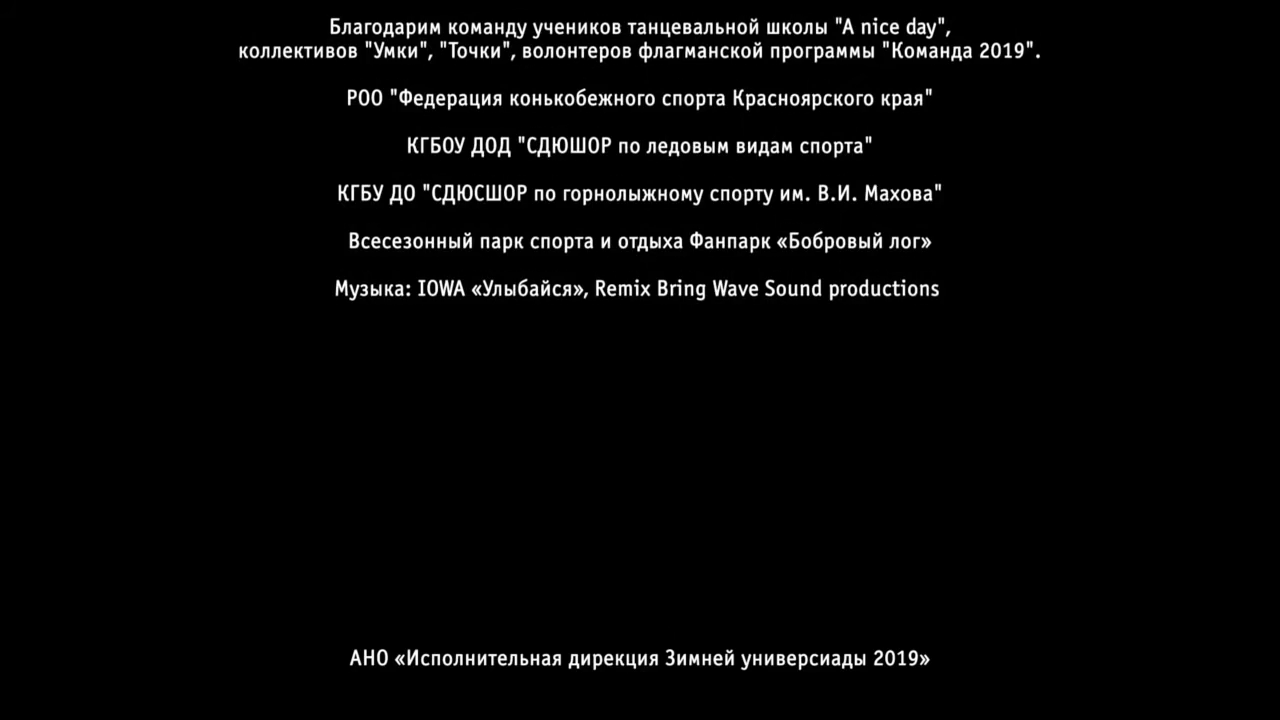 Благодарим команду учеников танцевальной школы "A nice day",
коллективов "Умки", "Точки", волонтеров флагманской программы "Команда 2019".
РОО "Федерация конькобежного спорта Красноярского края"
КГБОУ ДОД "СДЮШОР по ледовым видам спорта"
КГБУ ДО "СДЮСШОР по горнолыжному спорту им. В.И. Махова"
Всесезонный парк спорта и отдыха Фанпарк «Бобровый лог»
Музыка: IOWA «Улыбайся», Remix Bring Wave Sound productions
АНО «Исполнительная дирекция Зимней универсиады 2019»